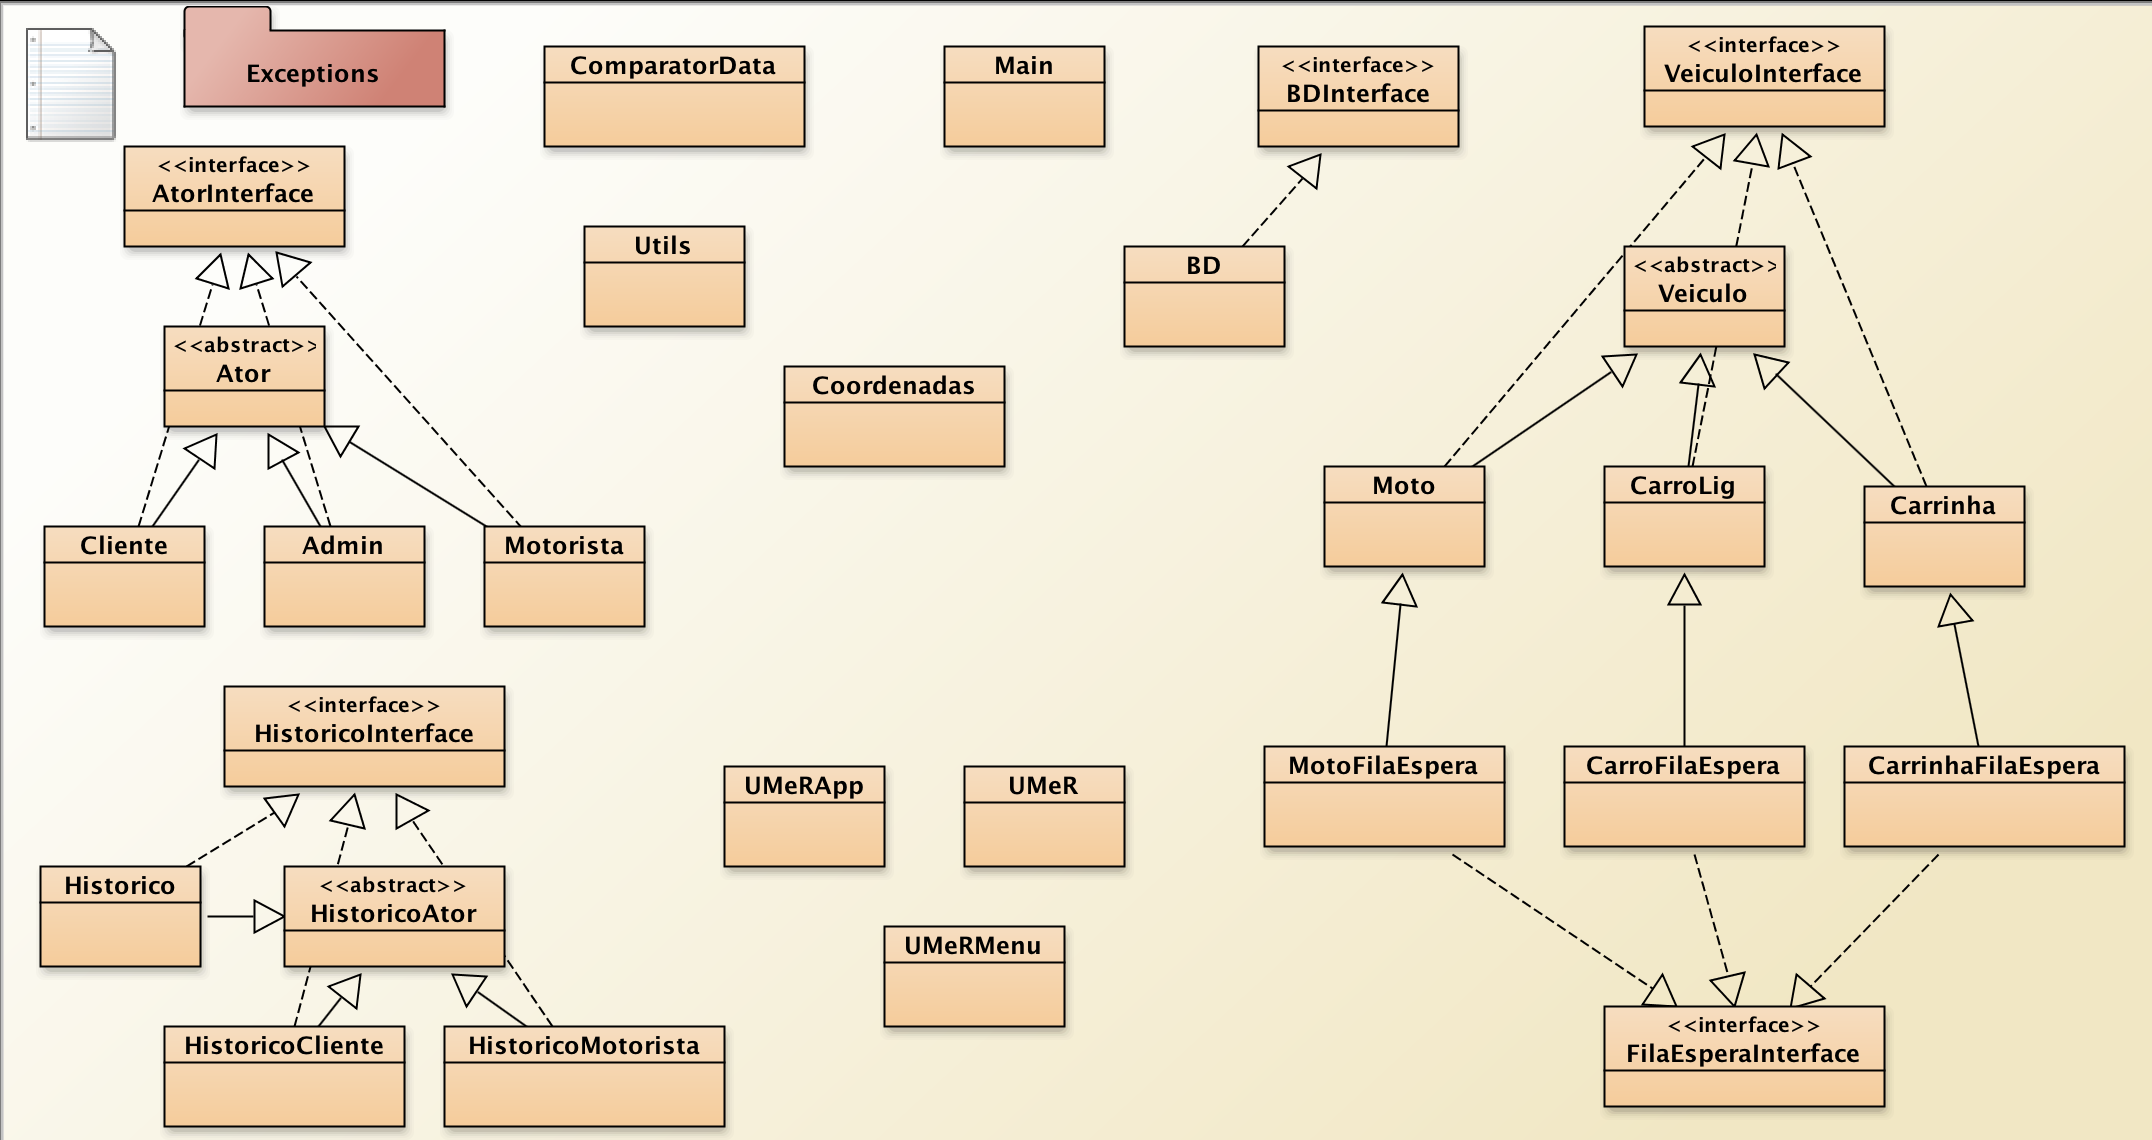 Exceptions
ComparatorData
Main
<<interface>>
BDInterface
<<interface>>
VeiculoInterface
<<interface>>
AtorInterface
Utils
BD
<<abstract>>
Veiculo
<<abstract>>
Ator
Coordenadas
Moto
CarroLig
Carrinha
Cliente
Admin
Motorista
<<interface>>
HistoricoInterface
UMeRApp
UMeR
MotoFilaEspera
CarroFilaEspera
CarrinhaFilaEspera
Historico
<<abstract>>
HistoricoAtor
UMeRMenu
HistoricoCliente
HistoricoMotorista
<<interface>>
FilaEsperaInterface